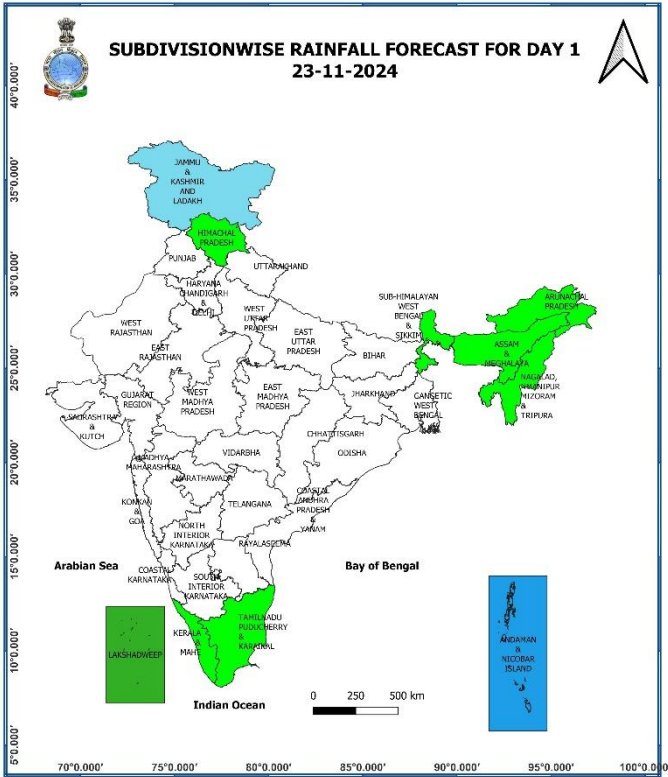 SUBDIVISIONWISE RAINFALL FORECAST FOR DAY 1
23-11-2024
40°0.000'
35°0.000'
30°0.000'
25°0.000'
20°0.000'
15°0.000'
10°0.000'
5°0.000'
JAMMU
&
KASHMIR
AND
LADAKH
HIMACHAL
PRADESH
PUNJAB
UTTARAKHAND
HARYANA
CHANDIGARH
&
DELHI
WEST
RAJASTHAN
EAST
RAJASTHAN
WEST
UTTAR
PRADESH
EAST
UTTAR
PRADESH
SUB-HIMALAYAN
WEST
BENGAL
&
SIKKIM
ARUNACHAL
PRADESH
ASSAM
&
MEGHALAYA
NAGALAD,
MIZORAM
&
TRIPURA
BIHAR
JHARKHAND
GANGETIC
WEST
BENGAL
GUJARAT
REGION
SAURASHTRA
&
KUTCH
WEST
MADHYA
PRADESH
EAST
MADHYA
PRADESH
CHHATTISGARH
ODISHA
VIDARBHA
MADHYA
MAHARASHTRA
MARATHAWADA
KONKAN
&
GOA
TELANGANA
COASTAL
ANDHRA
PRADESH
&
YANAM
NORTH
INTERIOR
KARNATAKA
RAYALASEEMA
COASTAL
KARNATAKA
SOUTH
INTERIOR
KARNATAKA
Arabian Sea
Bay of Bengal
LAKSHADWEEP
KERALA
&
MAHE
TAMILNADU
PUDUCHERRY
&
KARAIKAL
ANDAMAN
&
NICOBAR
ISLAND
Indian Ocean
0 250 500 km
70°0.000' 75°0.000' 80°0.000' 85°0.000' 90°0.000' 95°0.000' 100°0.000'